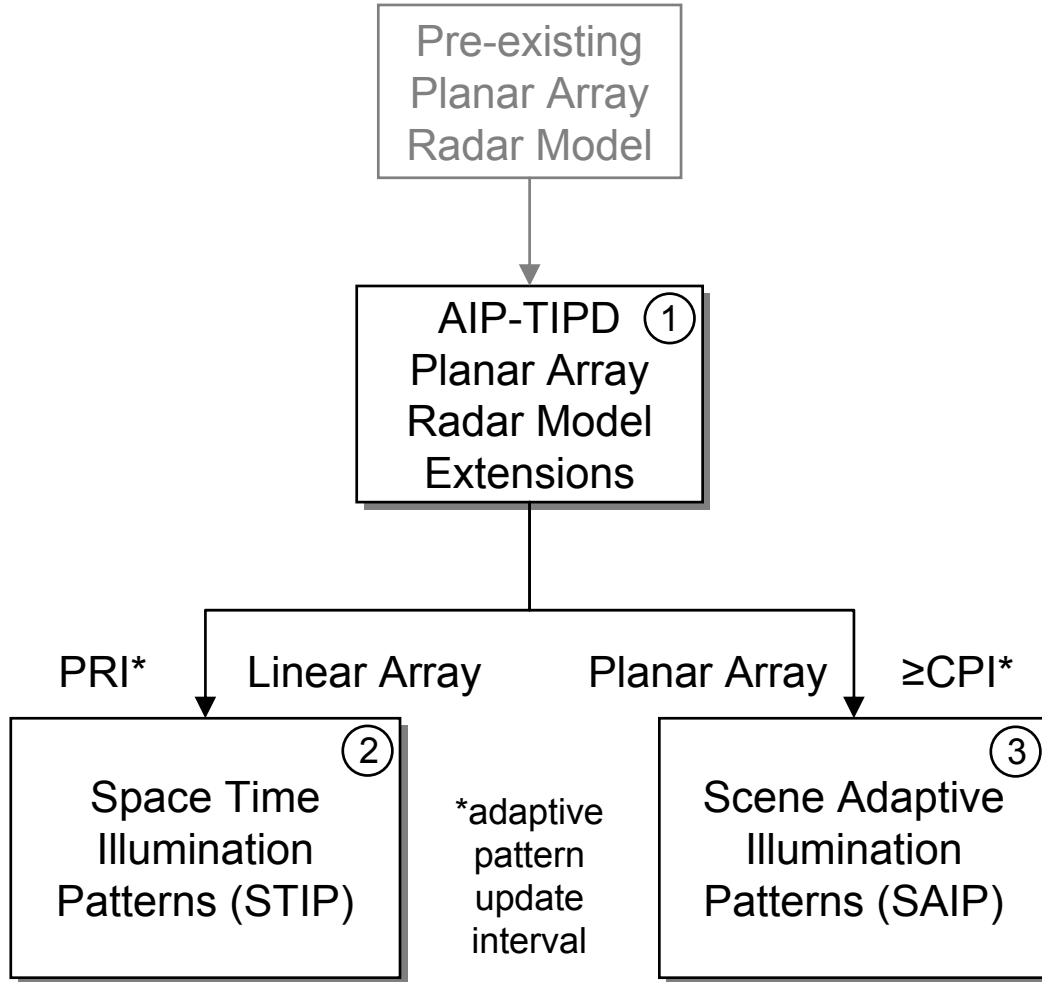 Pre-existing
Planar Array
Radar Model
AIP-TIPD
1
Planar Array
Radar Model
Extensions
PRI*
Linear Array
Planar Array
≥CPI*
2
Space Time
Illumination
Patterns (STIP)
*adaptive
pattern
update
interval
3
Scene Adaptive
Illumination
Patterns (SAIP)